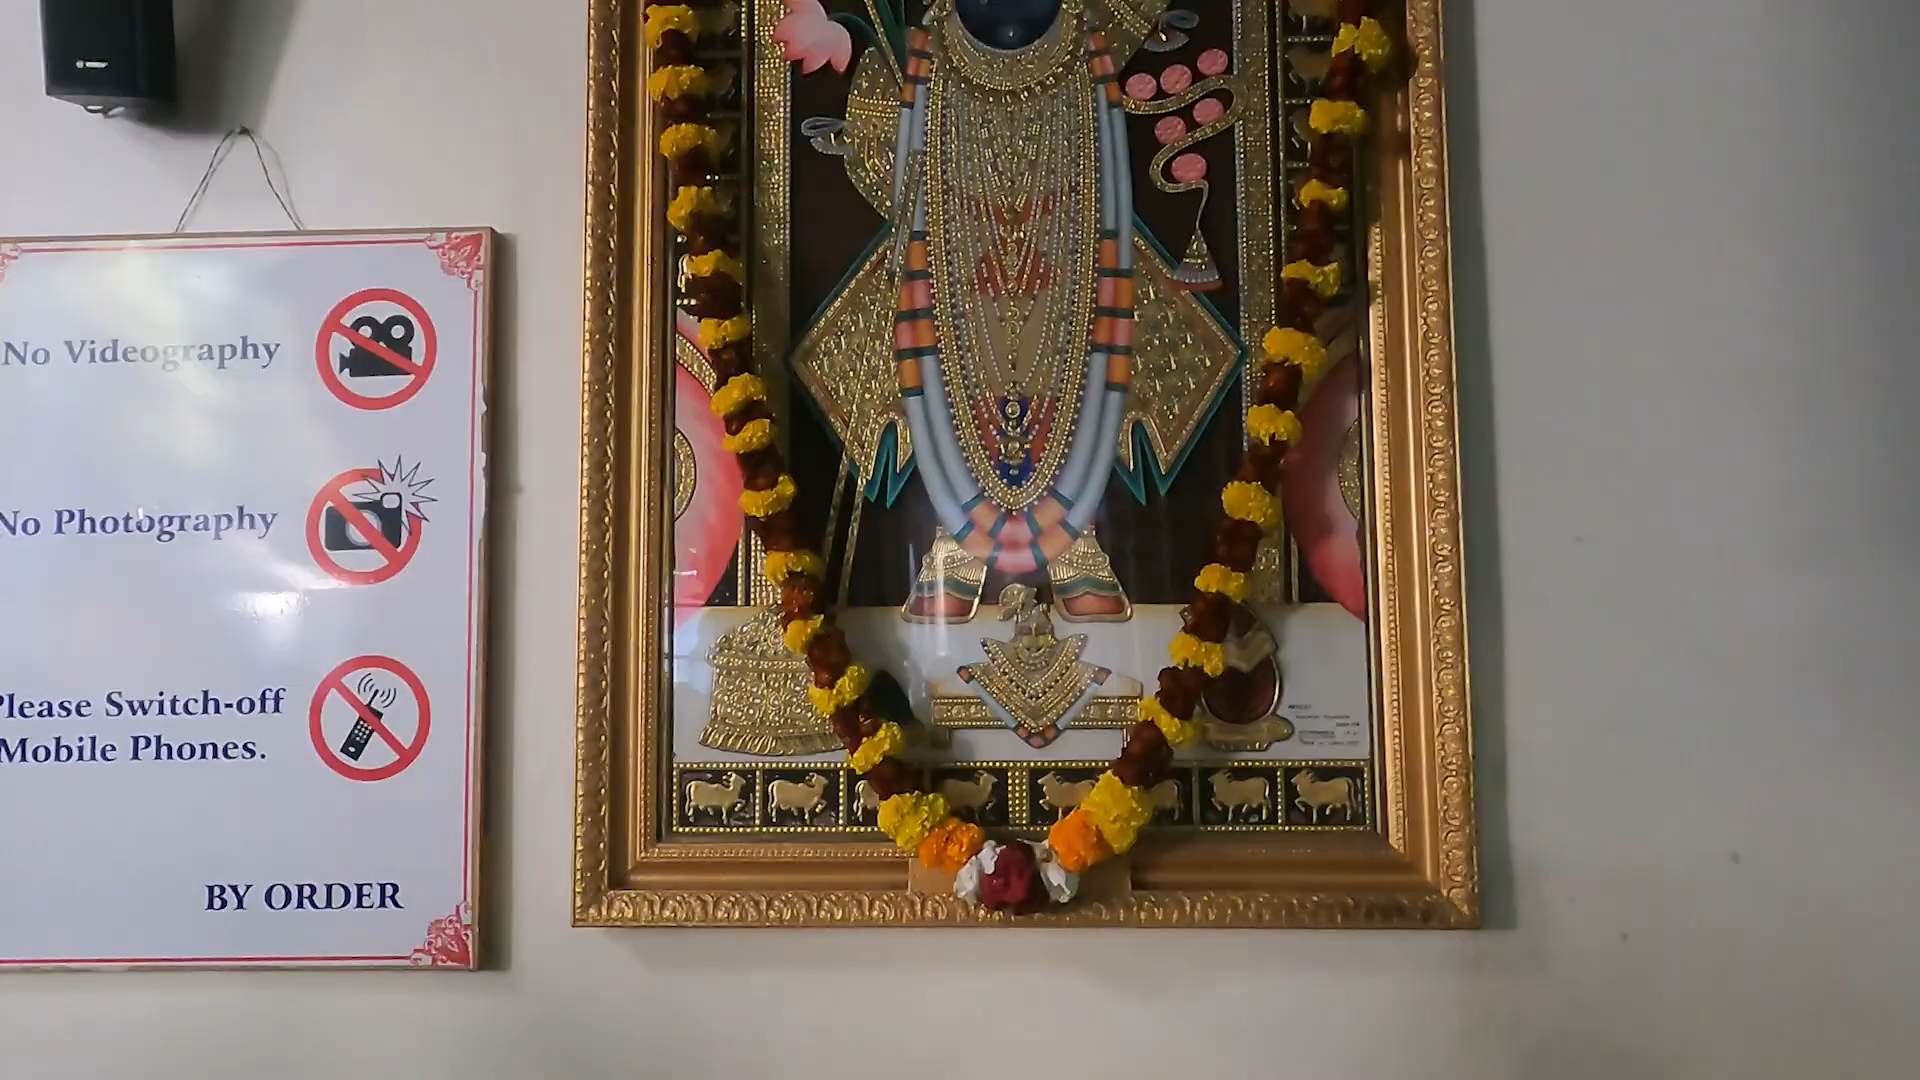 No Videography
No Photography
Please Switch-off
Mobile Phones.
BY ORDER